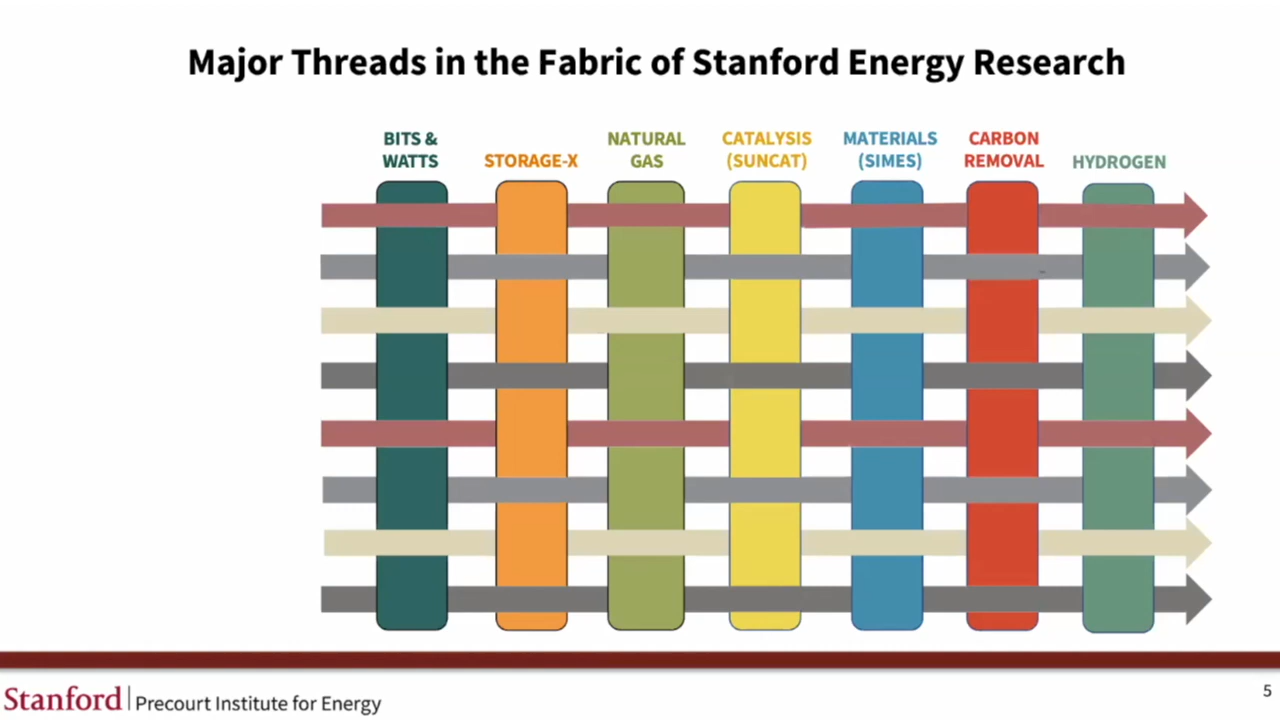 Major Threads in the Fabric of Stanford Energy Research
BITS &
WATTS
STORAGE-X
NATURAL
GAS
CATALYSIS
(SUNCAT)
MATERIALS
(SIMES)
CARBON
REMOVAL
HYDROGEN
Stanford | Precourt Institute for Energy
5